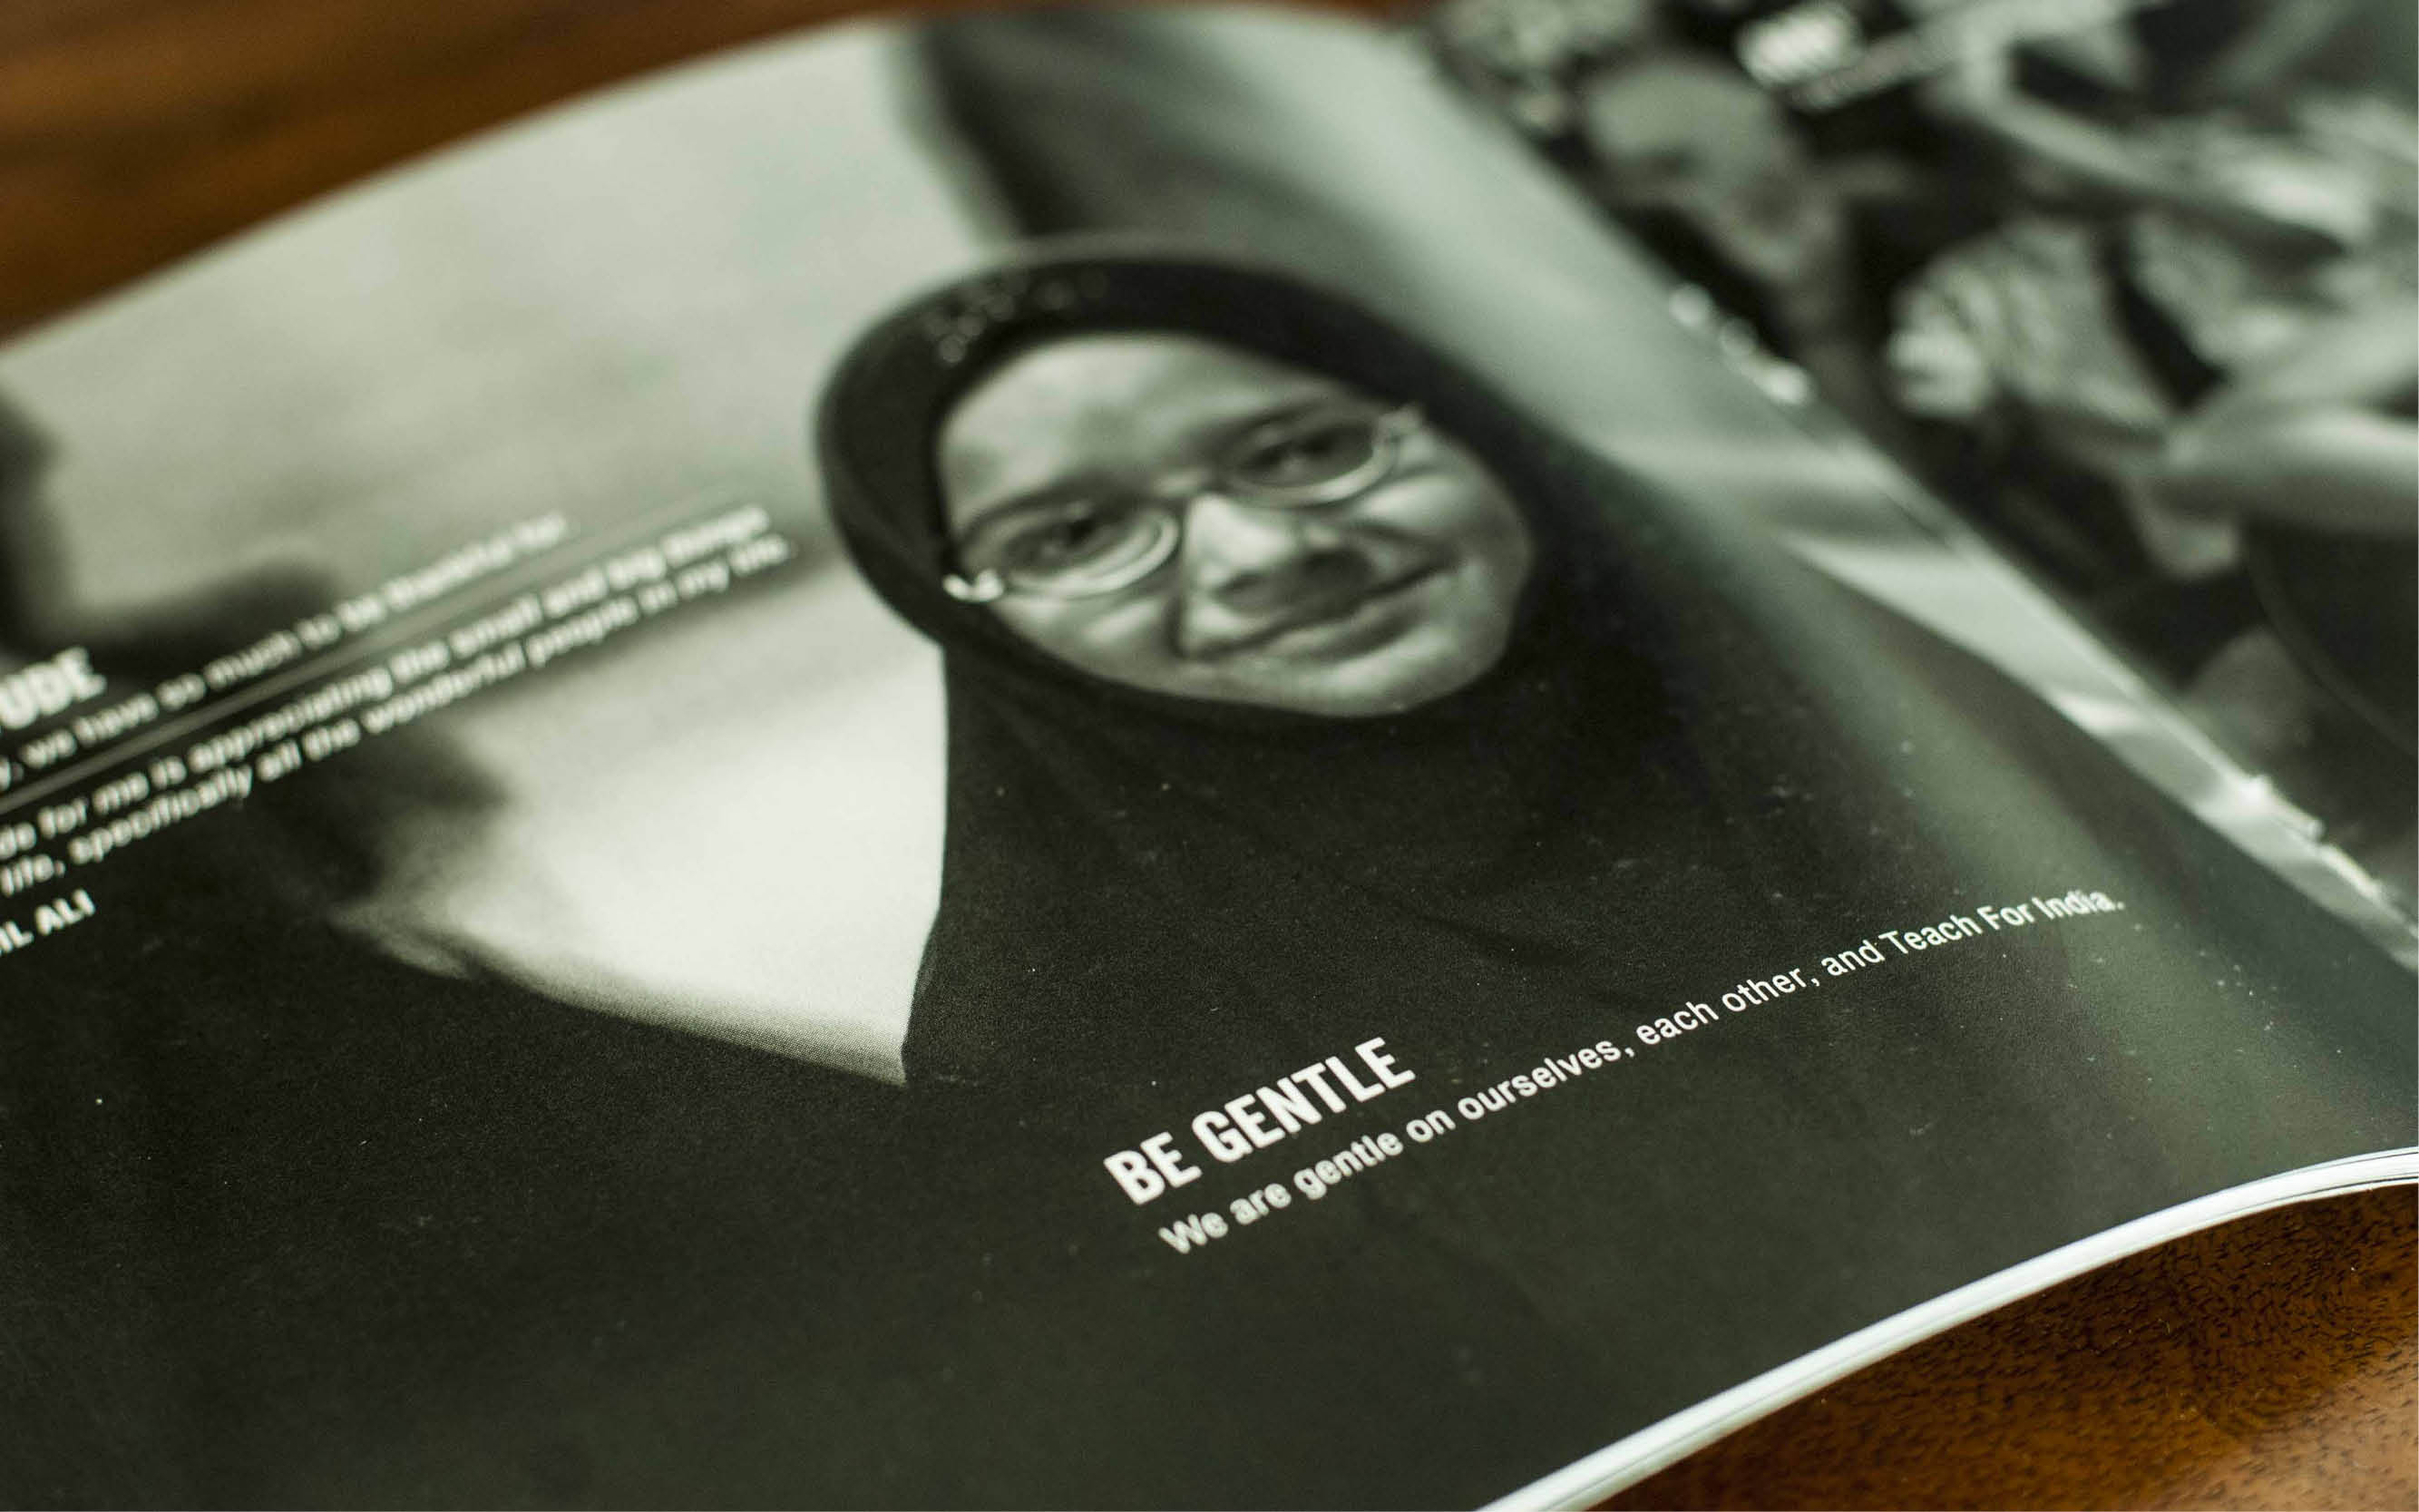 UDE
y, we have so much to be thankful for.
de for me is appreciating the small and big things
life, specifically all the wonderful people in my life.
IL ALI
BE GENTLE
We are gentle on ourselves, each other, and Teach For India.